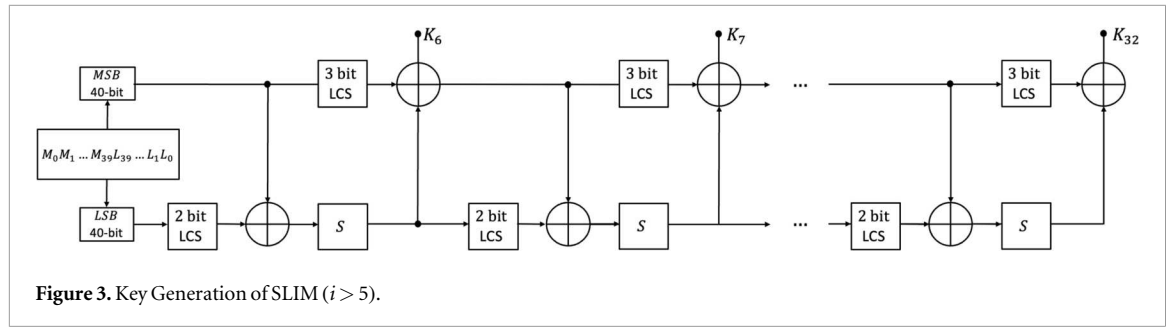 K₆ K₇ K₃₂
MSB 40-bit 3 bit LCS 3 bit LCS ... 3 bit LCS
M₀M₁ ... M₃₉L₃₉ ... L₁L₀
LSB 40-bit 2 bit LCS S 2 bit LCS S ... 2 bit LCS S
Figure 3. Key Generation of SLIM (i > 5).